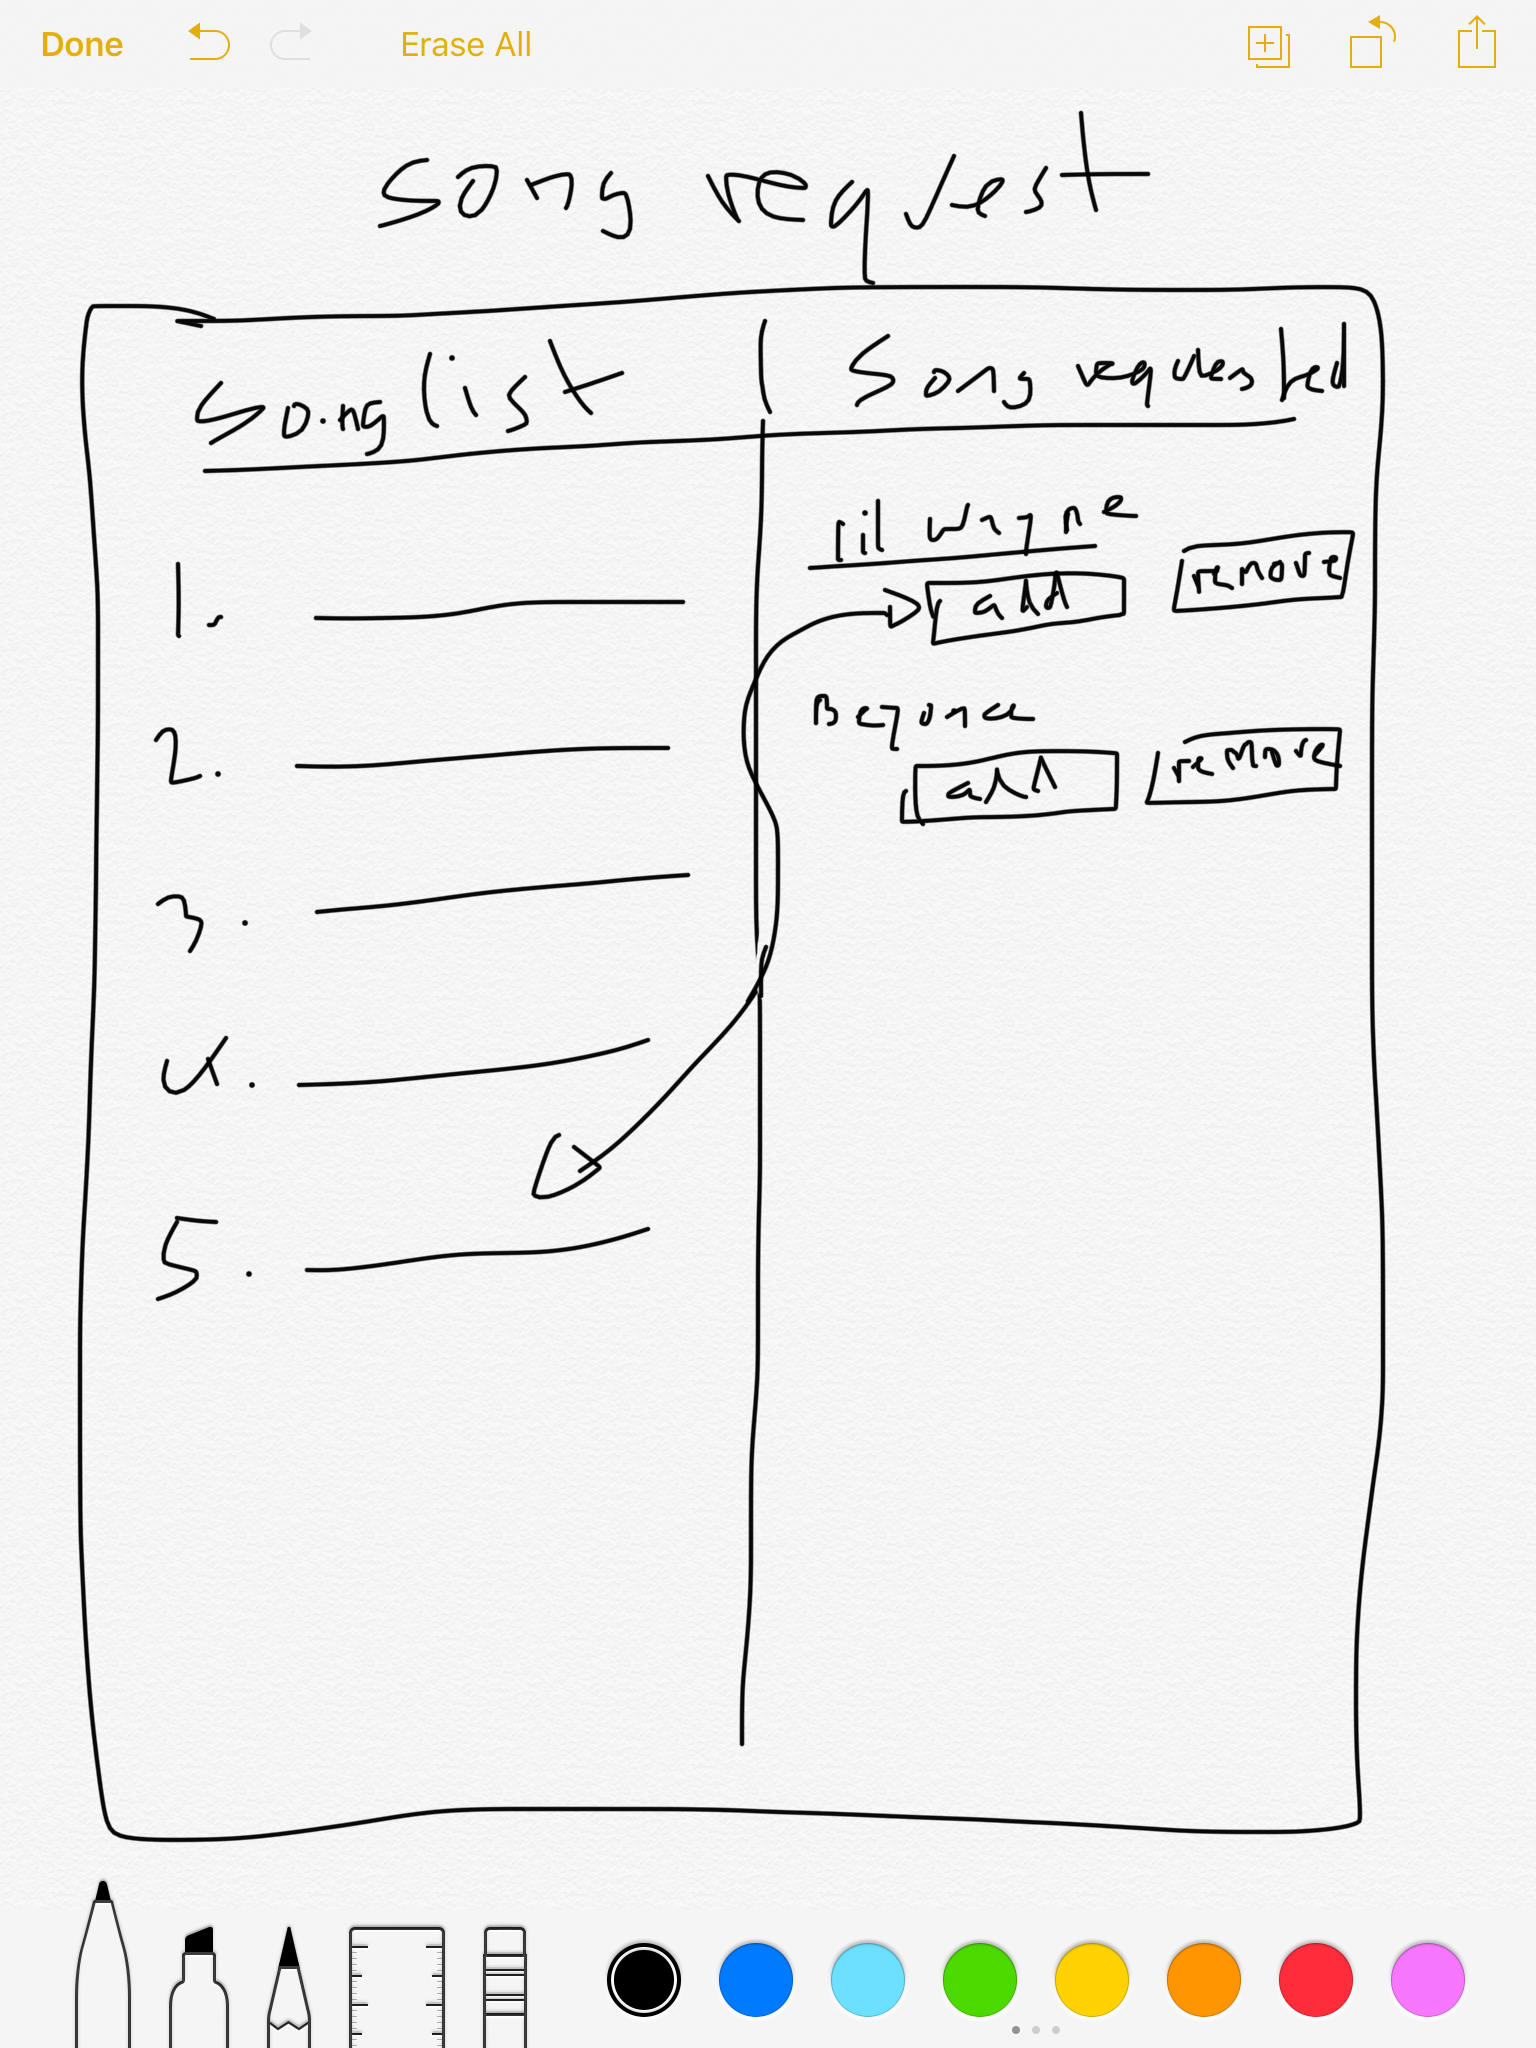 Done Erase All
song request
Song list | Song requested
lil wayne
add remove
Beyonce
add remove
1.
2.
3.
4.
5.